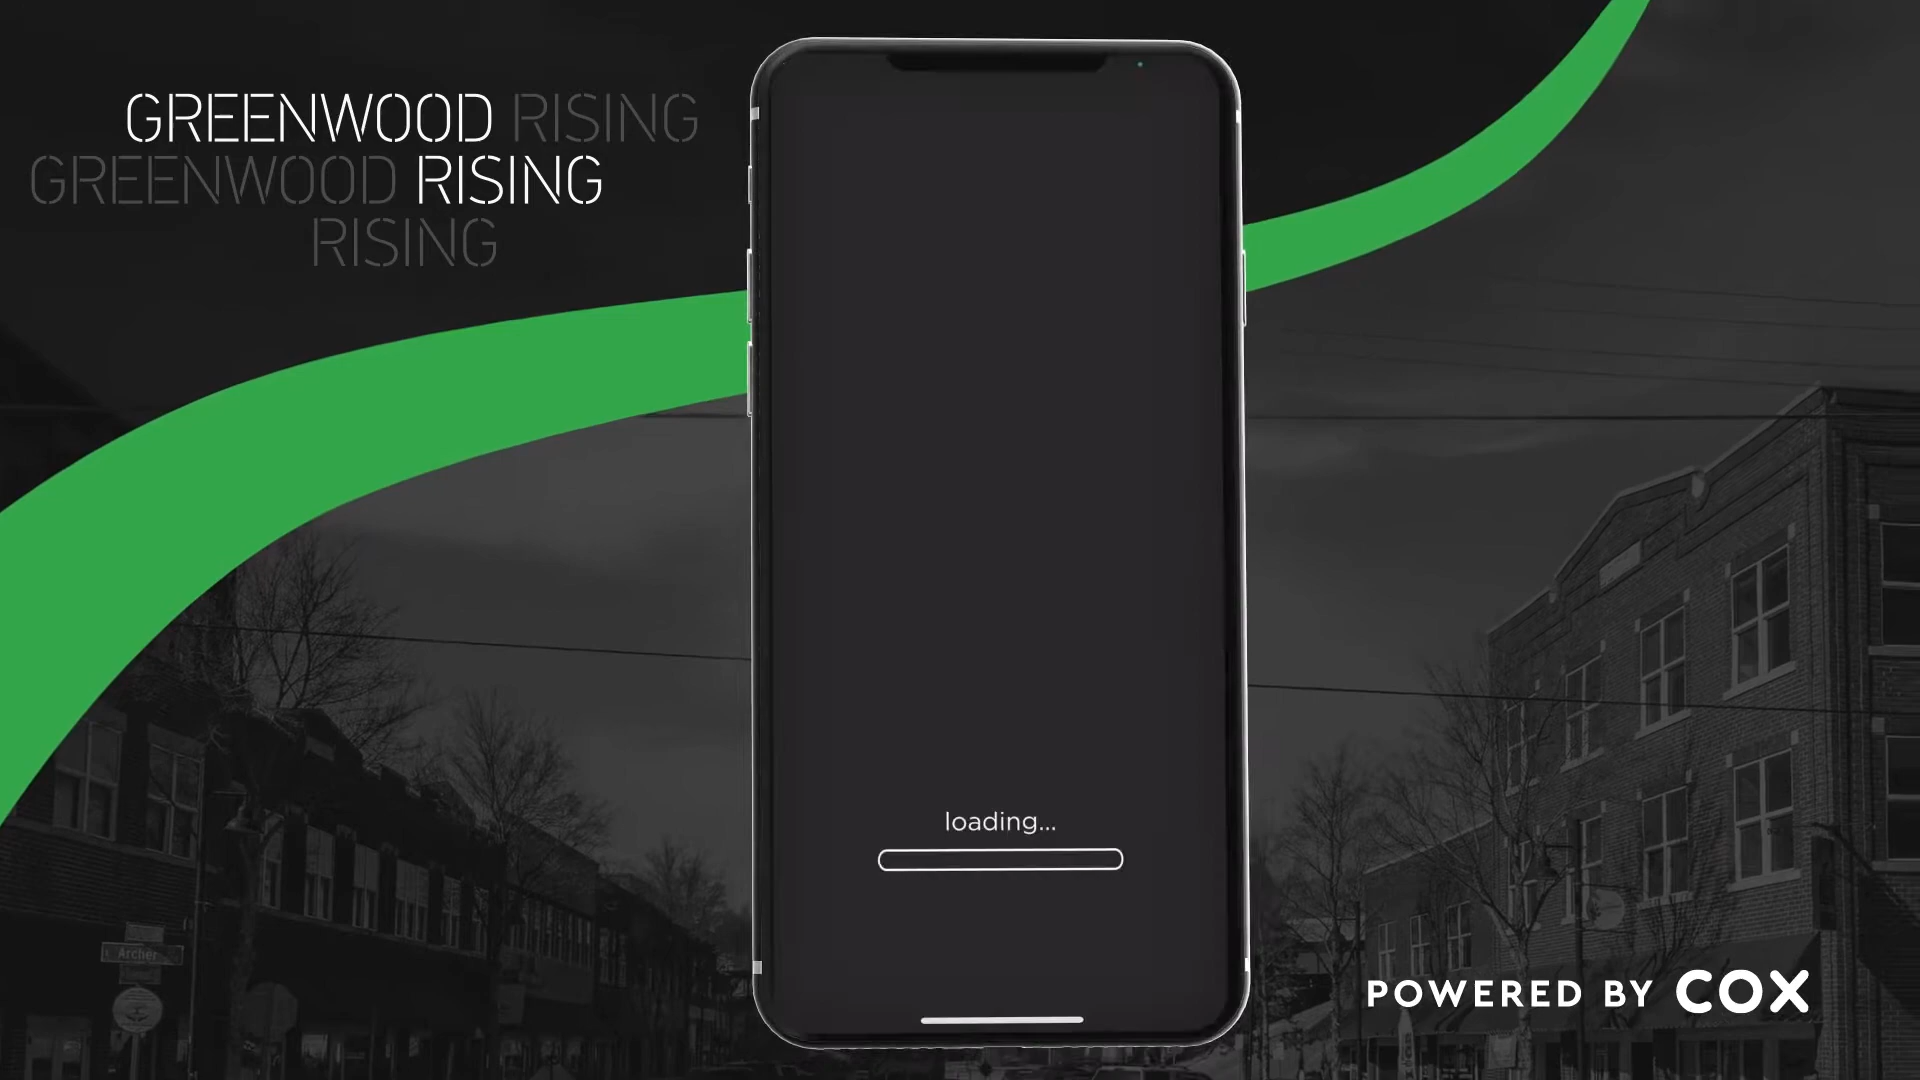 GREENWOOD RISING
GREENWOOD RISING
RISING
loading...
Archer
POWERED BY COX